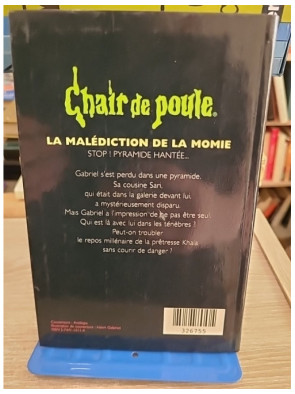 Chair de poule®
LA MALÉDICTION DE LA MOMIE
STOP ! PYRAMIDE HANTÉE...
Gabriel s'est perdu dans une pyramide.
Sa cousine Sari,
qui était dans la galerie devant lui,
a mystérieusement disparu.
Mais Gabriel a l'impression de ne pas être seul.
Qui est là avec lui dans les ténèbres ?
Peut-on troubler
le repos millénaire de la prêtresse Khala
sans courir de danger !
326755